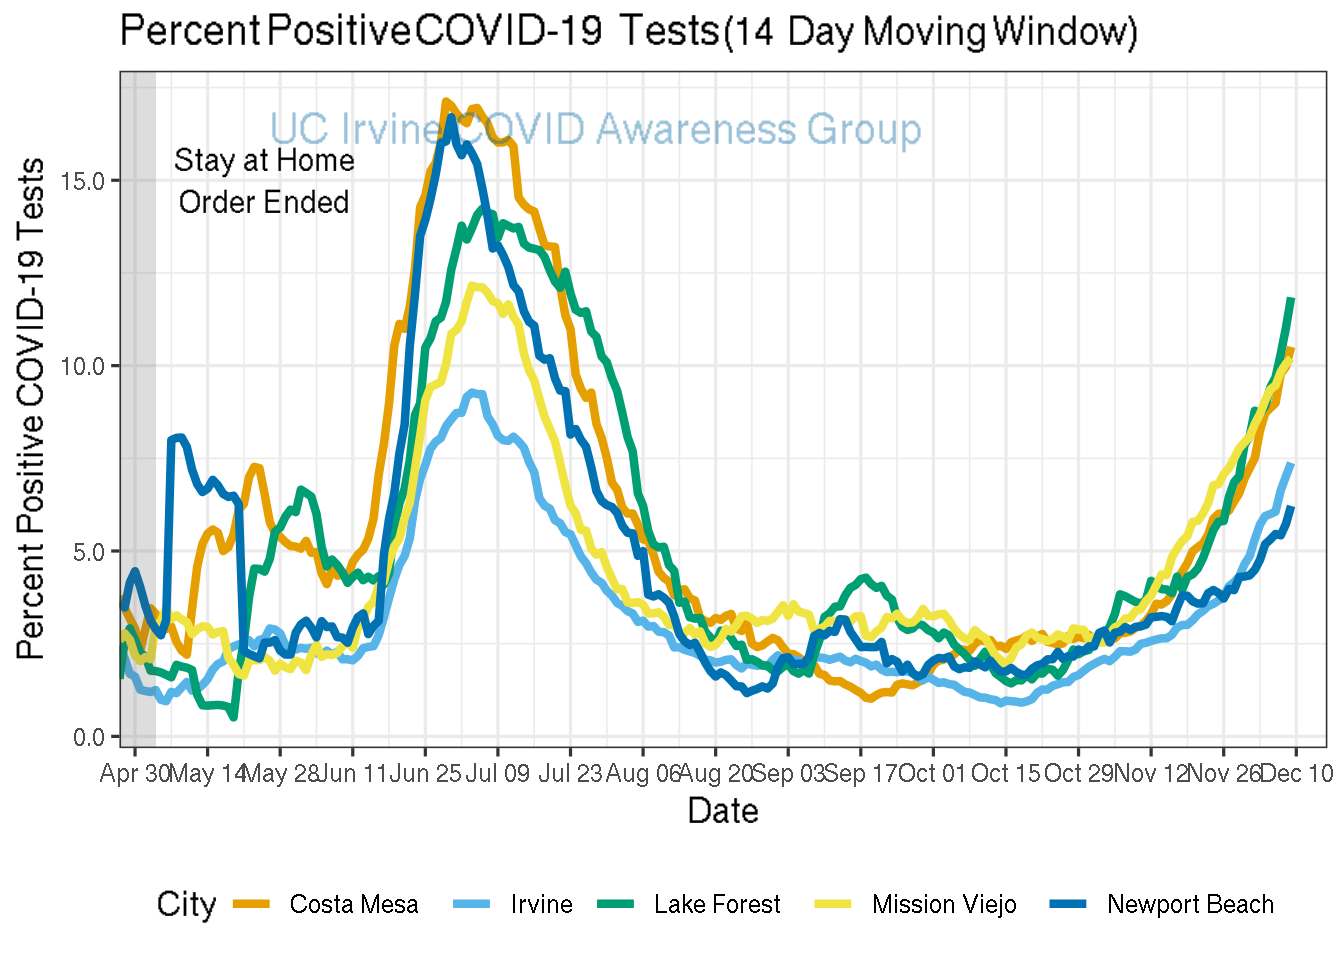 Percent Positive COVID-19 Tests(14 Day Moving Window)
UC Irvine COVID Awareness Group
Stay at Home
Order Ended
Percent Positive COVID-19 Tests
15.0
10.0
5.0
0.0
Apr 30 May 14 May 28 Jun 11 Jun 25 Jul 09 Jul 23 Aug 06 Aug 20 Sep 03 Sep 17 Oct 01 Oct 15 Oct 29 Nov 12 Nov 26 Dec 10
Date
City Costa Mesa Irvine Lake Forest Mission Viejo Newport Beach